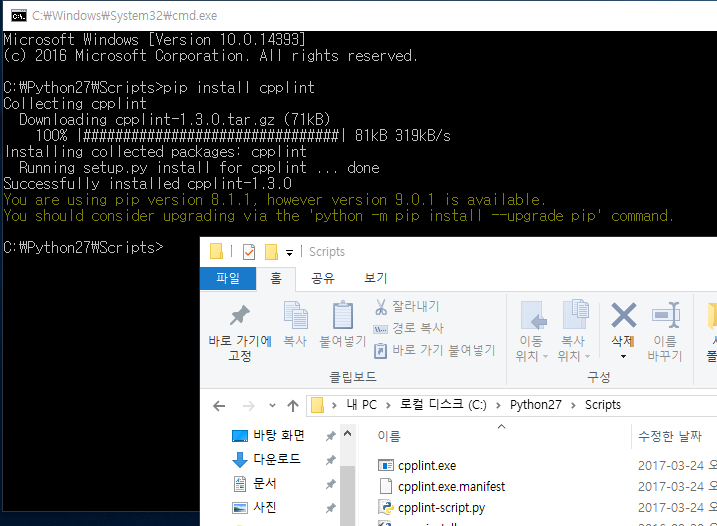 C:₩Windows₩System32₩cmd.exe
Microsoft Windows [Version 10.0.14393]
(c) 2016 Microsoft Corporation. All rights reserved.
C:₩Python27₩Scripts>pip install cpplint
Collecting cpplint
Downloading cpplint-1.3.0.tar.gz (71kB)
100% |################################| 81kB 319kB/s
Installing collected packages: cpplint
Running setup.py install for cpplint ... done
Successfully installed cpplint-1.3.0
You are using pip version 8.1.1, however version 9.0.1 is available.
You should consider upgrading via the 'python -m pip install --upgrade pip' command.
C:₩Python27₩Scripts>
Scripts
파일 홈 공유 보기
바로 가기에 고정
복사
붙여넣기
잘라내기
경로 복사
바로 가기 붙여넣기
이동 위치
복사 위치
삭제
이름 바꾸기
클립보드
구성
내 PC > 로컬 디스크 (C:) > Python27 > Scripts
바탕 화면
다운로드
문서
사진
이름 수정한 날짜
cpplint.exe 2017-03-24
cpplint.exe.manifest 2017-03-24
cpplint-script.py 2017-03-24